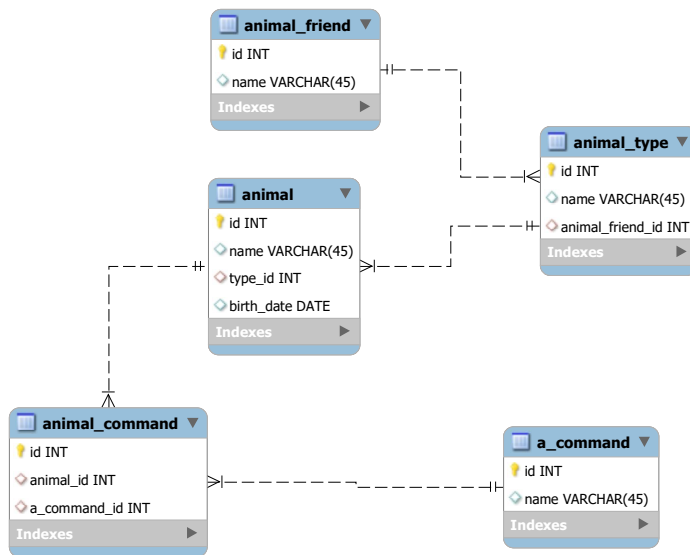 animal_friend
id INT
name VARCHAR(45)
Indexes
animal_type
id INT
name VARCHAR(45)
animal_friend_id INT
Indexes
animal
id INT
name VARCHAR(45)
type_id INT
birth_date DATE
Indexes
animal_command
id INT
animal_id INT
a_command_id INT
Indexes
a_command
id INT
name VARCHAR(45)
Indexes